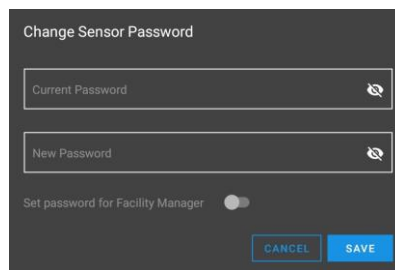 Change Sensor Password
Current Password
New Password
Set password for Facility Manager
CANCEL SAVE